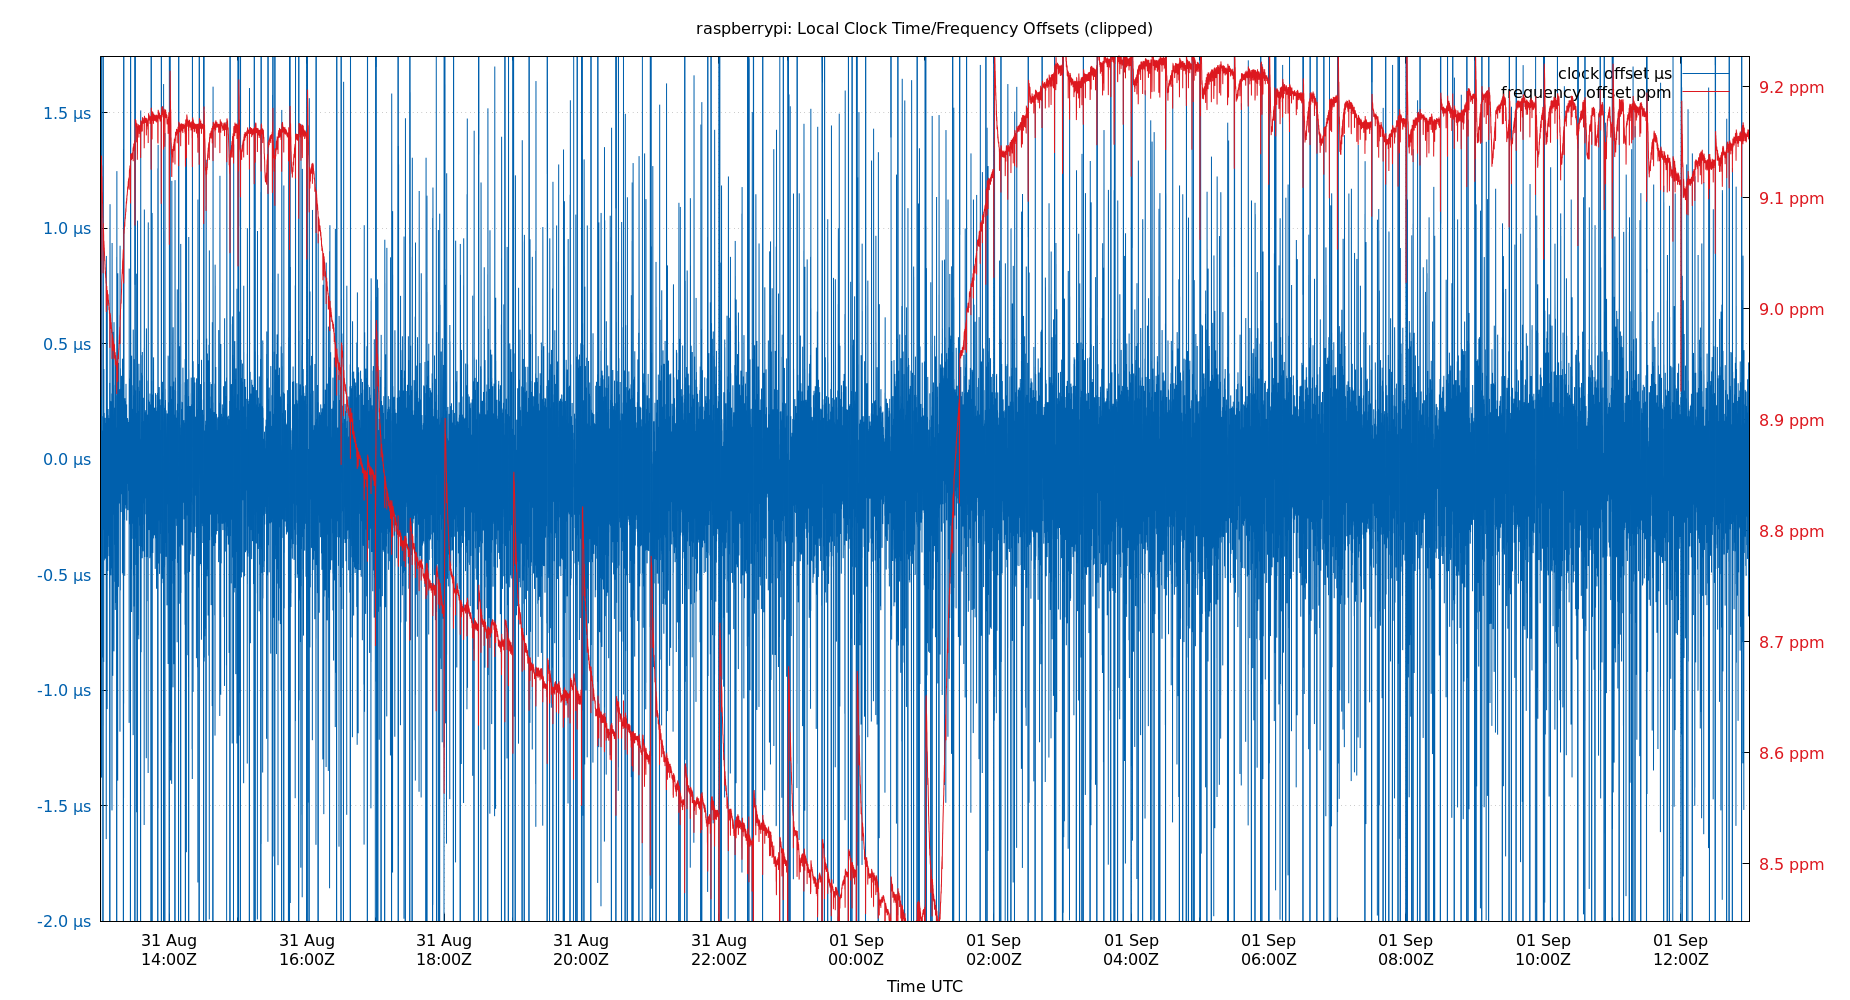 raspberrypi: Local Clock Time/Frequency Offsets (clipped)
clock offset µs
frequency offset ppm
1.5 µs
1.0 µs
0.5 µs
0.0 µs
-0.5 µs
-1.0 µs
-1.5 µs
-2.0 µs
9.2 ppm
9.1 ppm
9.0 ppm
8.9 ppm
8.8 ppm
8.7 ppm
8.6 ppm
8.5 ppm
31 Aug
14:00Z
31 Aug
16:00Z
31 Aug
18:00Z
31 Aug
20:00Z
31 Aug
22:00Z
01 Sep
00:00Z
01 Sep
02:00Z
01 Sep
04:00Z
01 Sep
06:00Z
01 Sep
08:00Z
01 Sep
10:00Z
01 Sep
12:00Z
Time UTC